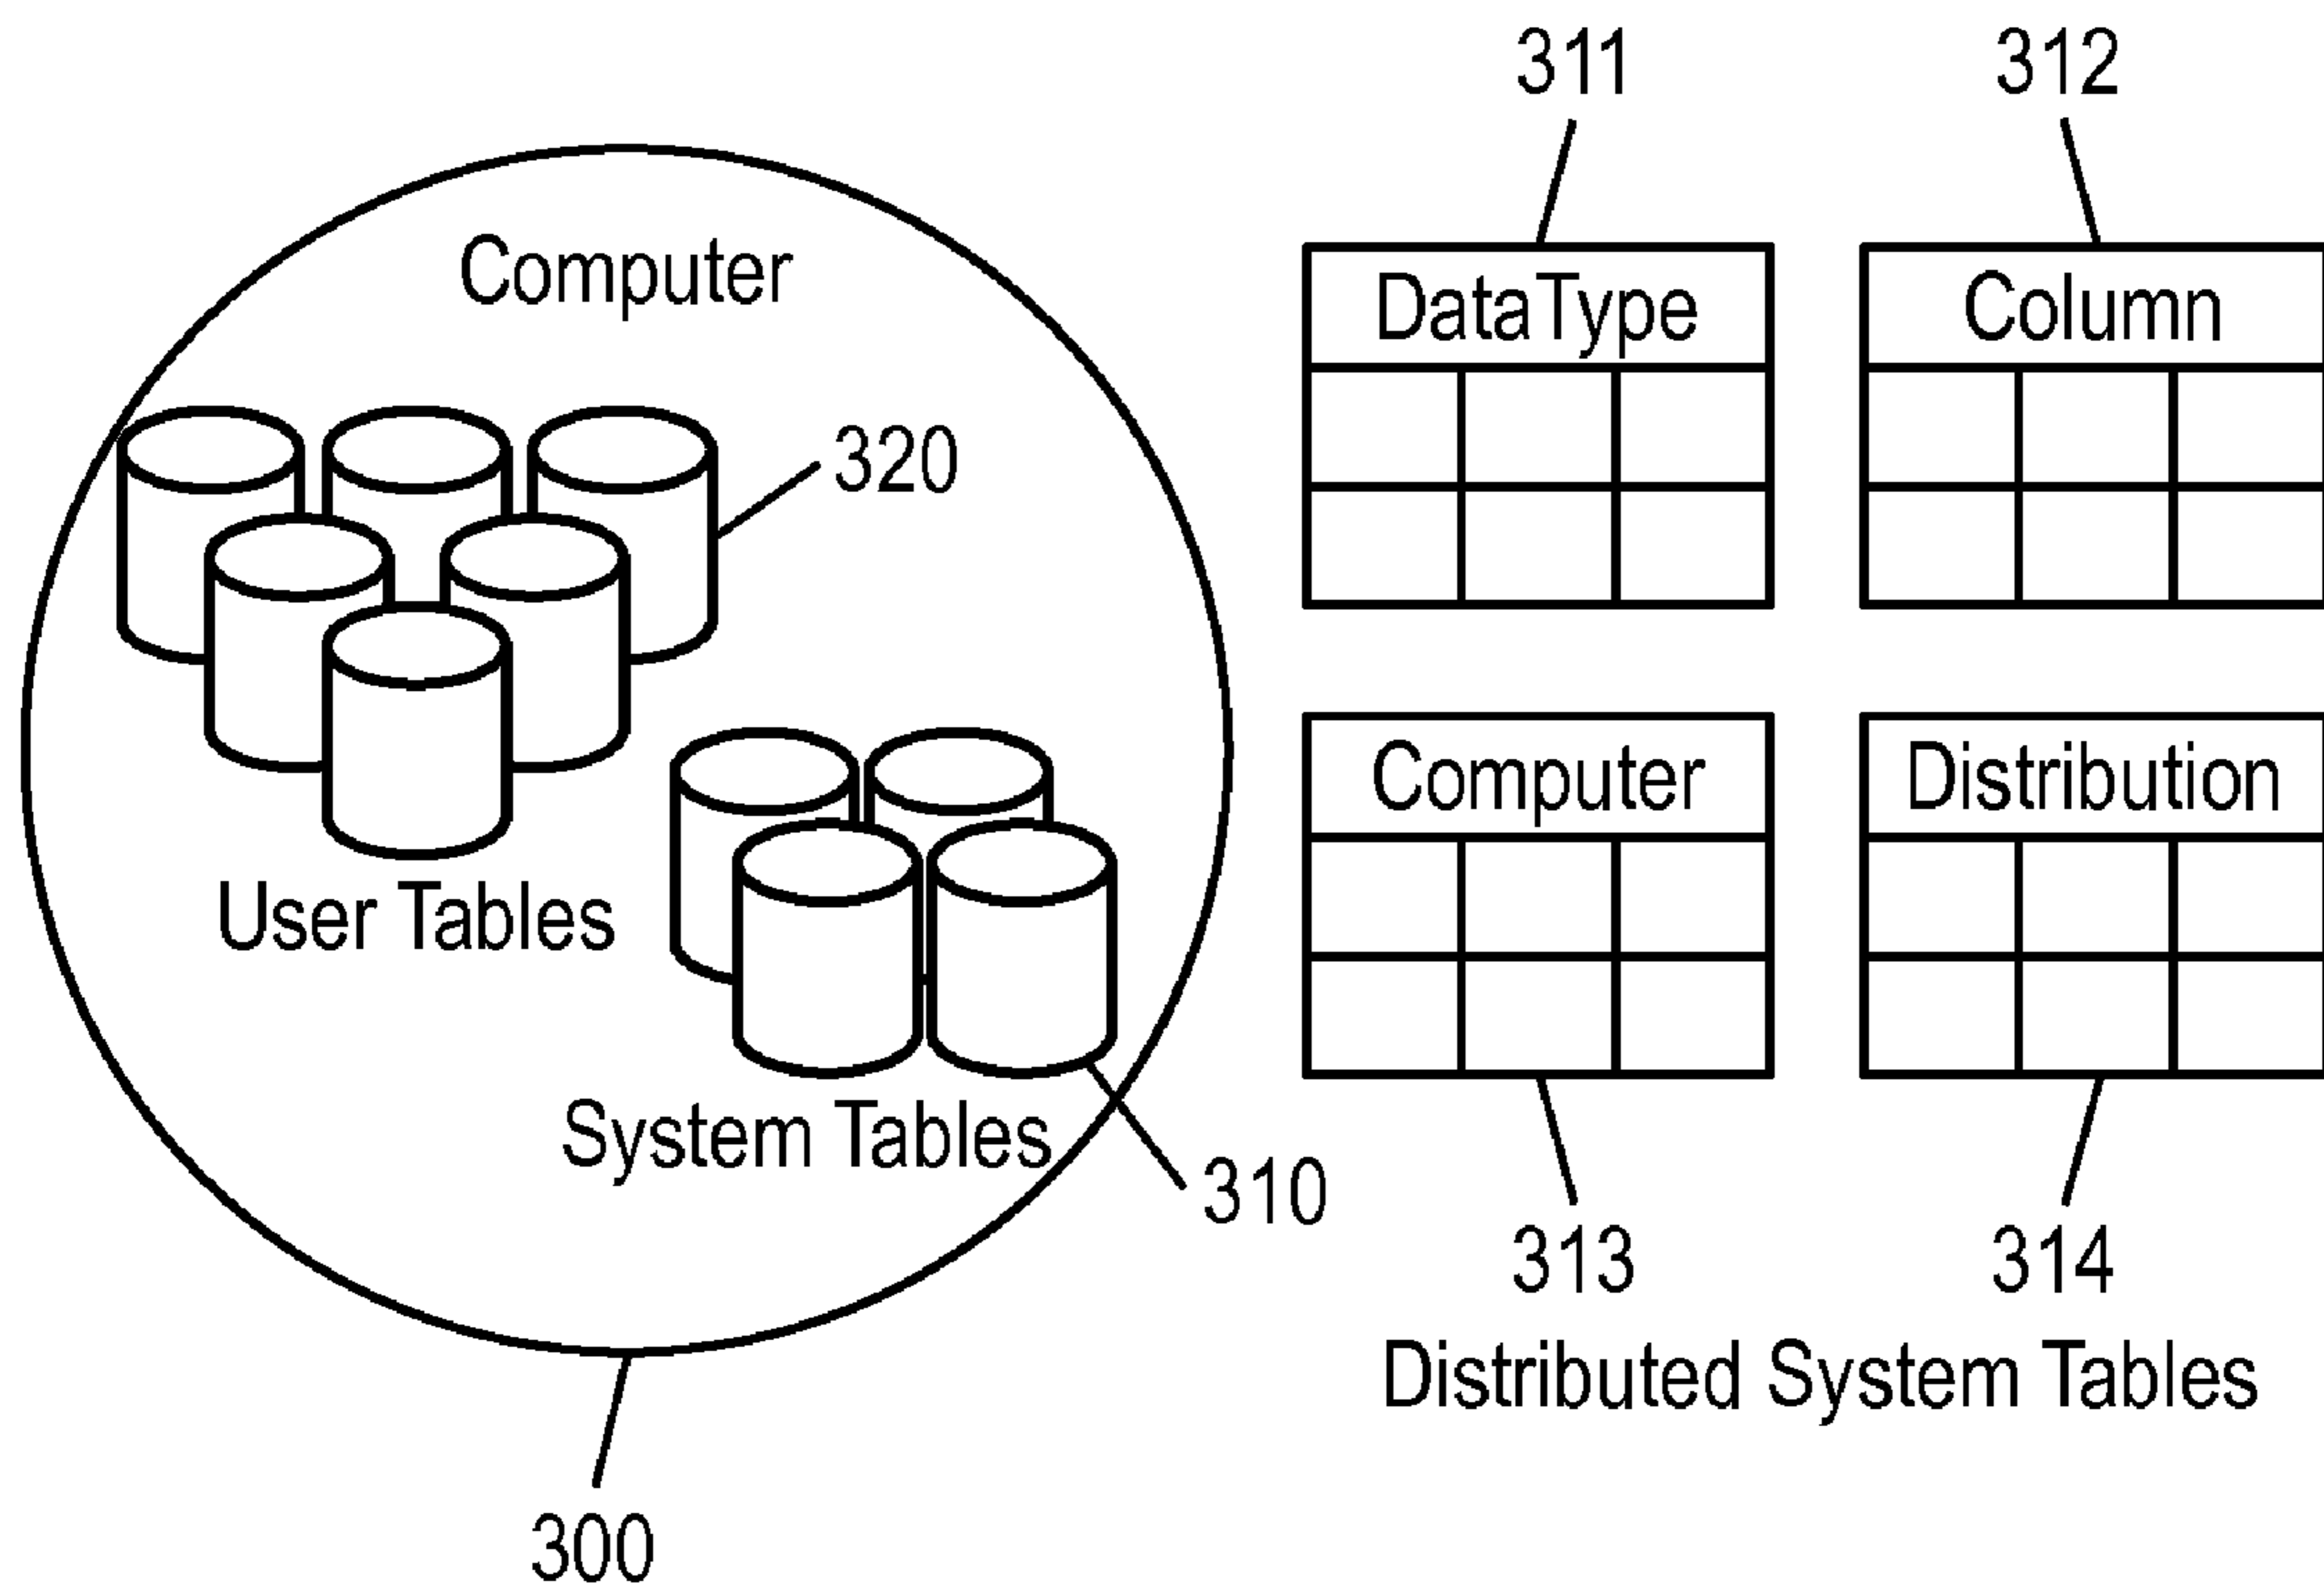 311
312
Computer
DataType
Column
320
Computer
Distribution
User Tables
System Tables
310
313
314
Distributed System Tables
300